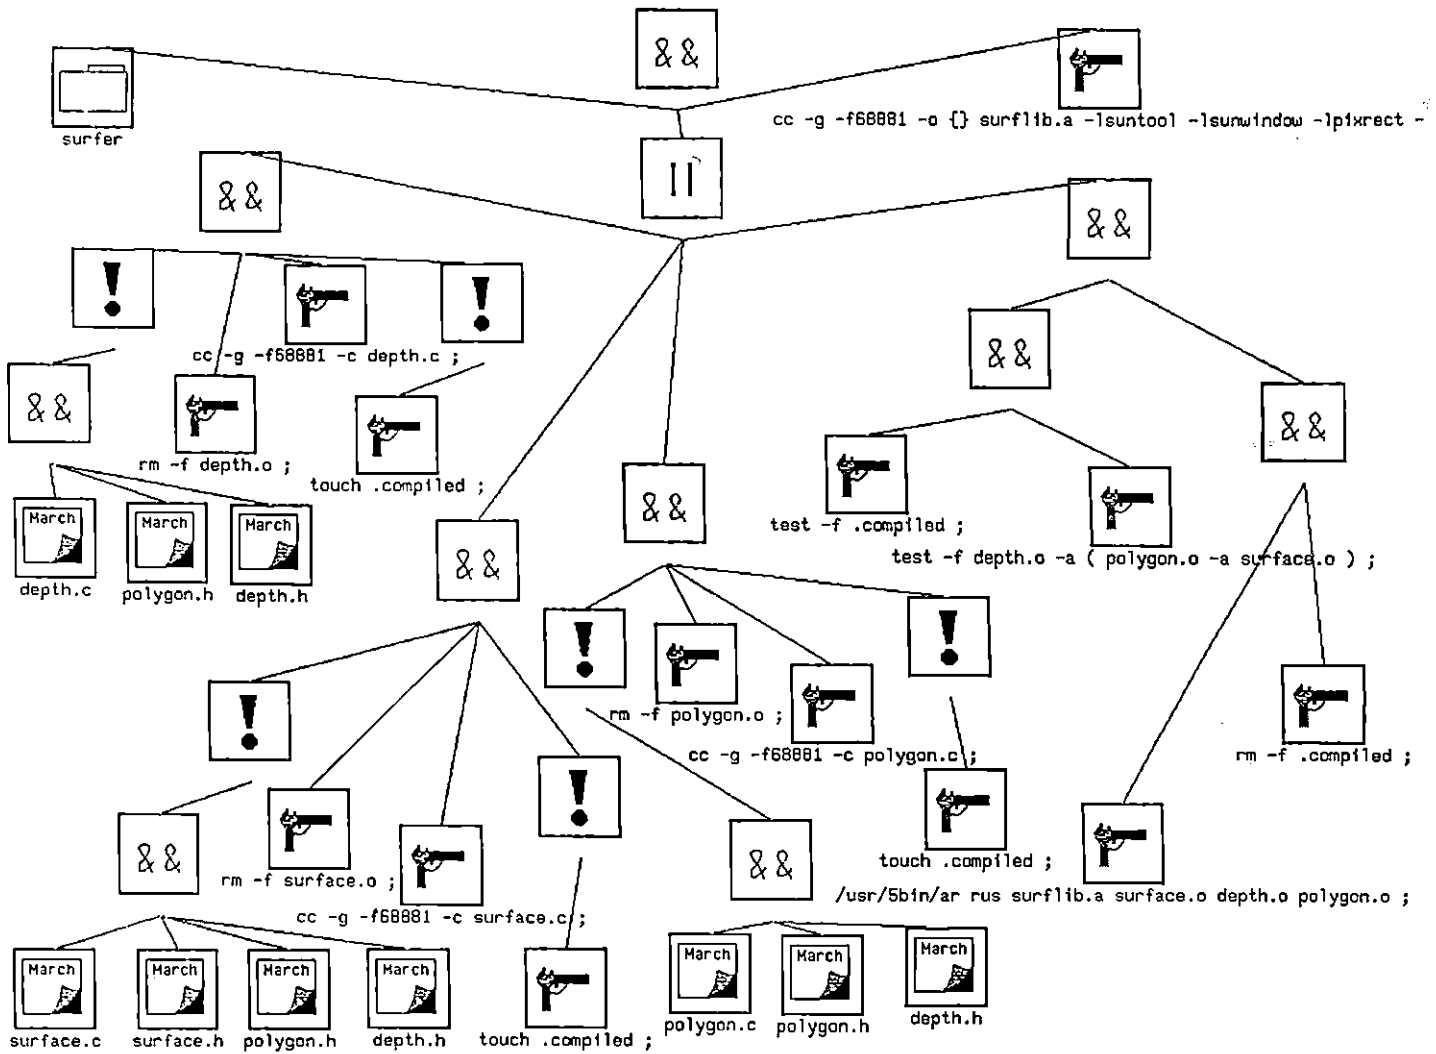 &&
cc -g -f68881 -o {} surflib.a -lsuntool -lsunwindow -lpixrect -
surfer
||
&&
&&
!
!
cc -g -f68881 -c depth.c ;
&&
&&
&&
rm -f depth.o ;
touch .compiled ;
&&
test -f .compiled ;
March
March
March
test -f depth.o -a ( polygon.o -a surface.o ) ;
&&
depth.c
polygon.h
depth.h
!
!
rm -f polygon.o ;
!
cc -g -f68881 -c polygon.c ;
rm -f .compiled ;
!
&&
&&
touch .compiled ;
rm -f surface.o ;
/usr/5bin/ar rus surflib.a surface.o depth.o polygon.o ;
cc -g -f68881 -c surface.c ;
March
March
March
March
March
March
March
surface.c
surface.h
polygon.h
depth.h
touch .compiled ;
polygon.c
polygon.h
depth.h